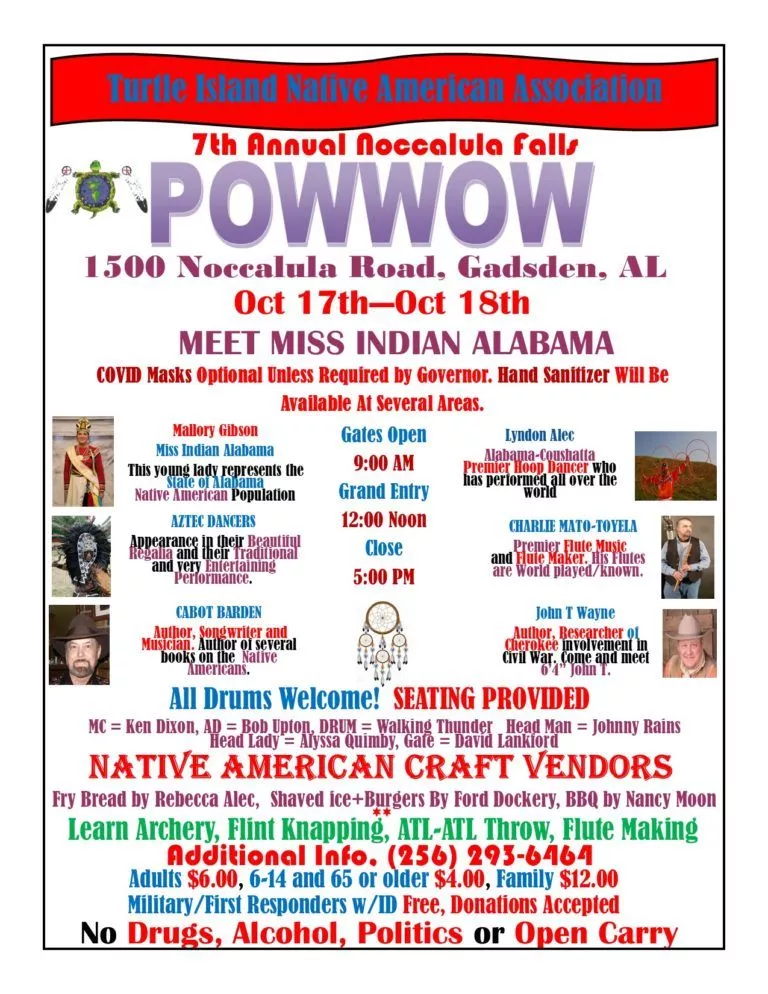 Turtle Island Native American Association
7th Annual Noccalula Falls
POWWOW
1500 Noccalula Road, Gadsden, AL
Oct 17th—Oct 18th
MEET MISS INDIAN ALABAMA
COVID Masks Optional Unless Required by Governor. Hand Sanitizer Will Be
Available At Several Areas.
Mallory Gibson
Miss Indian Alabama
This young lady represents the
State of Alabama
Native American Population
AZTEC DANCERS
Appearance in their Beautiful
Regalia and their Traditional
and very Entertaining
Performance.
CABOT BARDEN
Author, Songwriter and
Musician. Author of several
books on the Native
Americans.
Gates Open
9:00 AM
Grand Entry
12:00 Noon
Close
5:00 PM
Lyndon Alec
Alabama-Coushatta
Premier Hoop Dancer who
has performed all over the
world
CHARLIE MATO-TOYELA
Premier Flute Music
and Flute Maker. His Flutes
are World played/known.
John T Wayne
Author, Researcher of
Cherokee involvement in
Civil War. Come and meet
6'4” John T.
All Drums Welcome! SEATING PROVIDED
MC = Ken Dixon, AD = Bob Upton, DRUM = Walking Thunder Head Man = Johnny Rains
Head Lady = Alyssa Quimby, Gate = David Lankford
NATIVE AMERICAN CRAFT VENDORS
Fry Bread by Rebecca Alec, Shaved ice+Burgers By Ford Dockery, BBQ by Nancy Moon
**
Learn Archery, Flint Knapping, ATL-ATL Throw, Flute Making
Additional Info, (256) 293-6464
Adults $6.00, 6-14 and 65 or older $4.00, Family $12.00
Military/First Responders w/ID Free, Donations Accepted
No Drugs, Alcohol, Politics or Open Carry